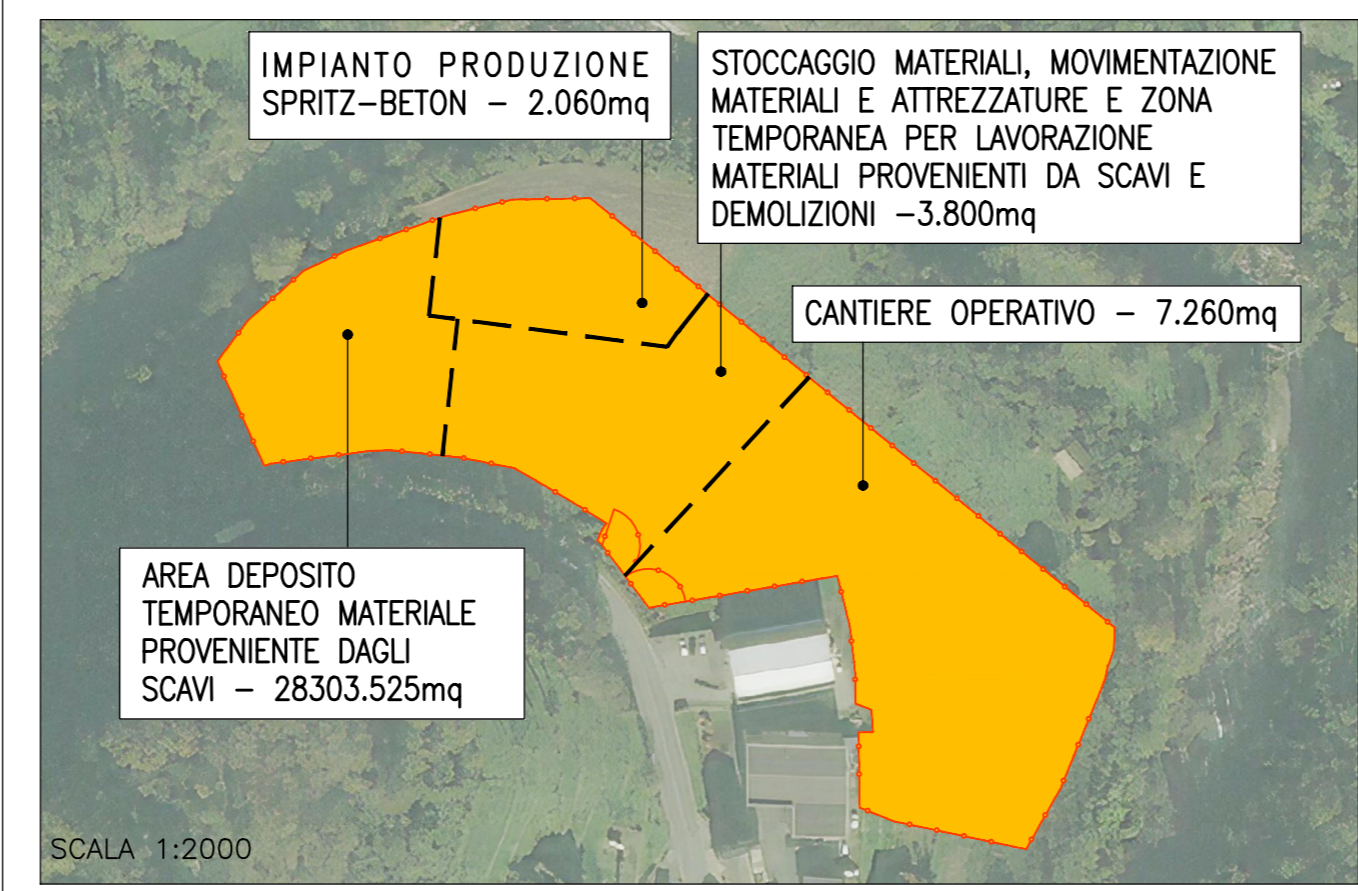 IMPIANTO PRODUZIONE
SPRITZ-BETON - 2.060mq
STOCCAGGIO MATERIALI, MOVIMENTAZIONE
MATERIALI E ATTREZZATURE E ZONA
TEMPORANEA PER LAVORAZIONE
MATERIALI PROVENIENTI DA SCAVI E
DEMOLIZIONI -3.800mq
CANTIERE OPERATIVO - 7.260mq
AREA DEPOSITO
TEMPORANEO MATERIALE
PROVENIENTE DAGLI
SCAVI - 28303.525mq
SCALA 1:2000